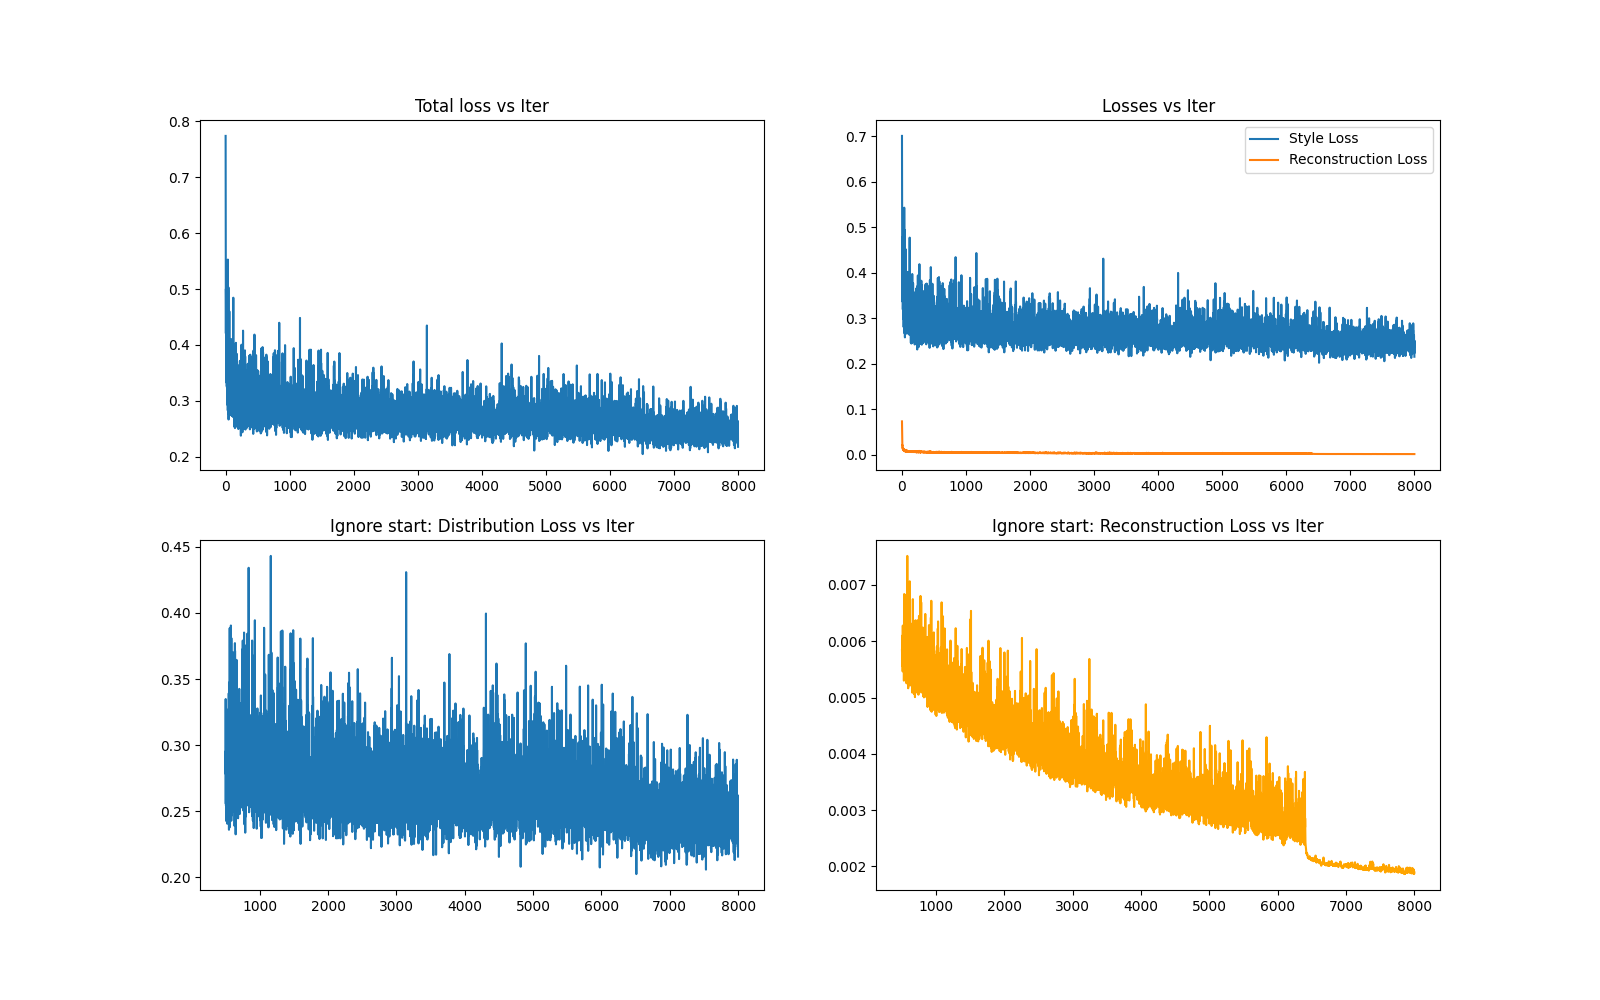 Total loss vs Iter
0.8
0.7
0.6
0.5
0.4
0.3
0.2
0 1000 2000 3000 4000 5000 6000 7000 8000
Losses vs Iter
Style Loss
Reconstruction Loss
0.7
0.6
0.5
0.4
0.3
0.2
0.1
0.0
0 1000 2000 3000 4000 5000 6000 7000 8000
Ignore start: Distribution Loss vs Iter
0.45
0.40
0.35
0.30
0.25
0.20
1000 2000 3000 4000 5000 6000 7000 8000
Ignore start: Reconstruction Loss vs Iter
0.007
0.006
0.005
0.004
0.003
0.002
1000 2000 3000 4000 5000 6000 7000 8000